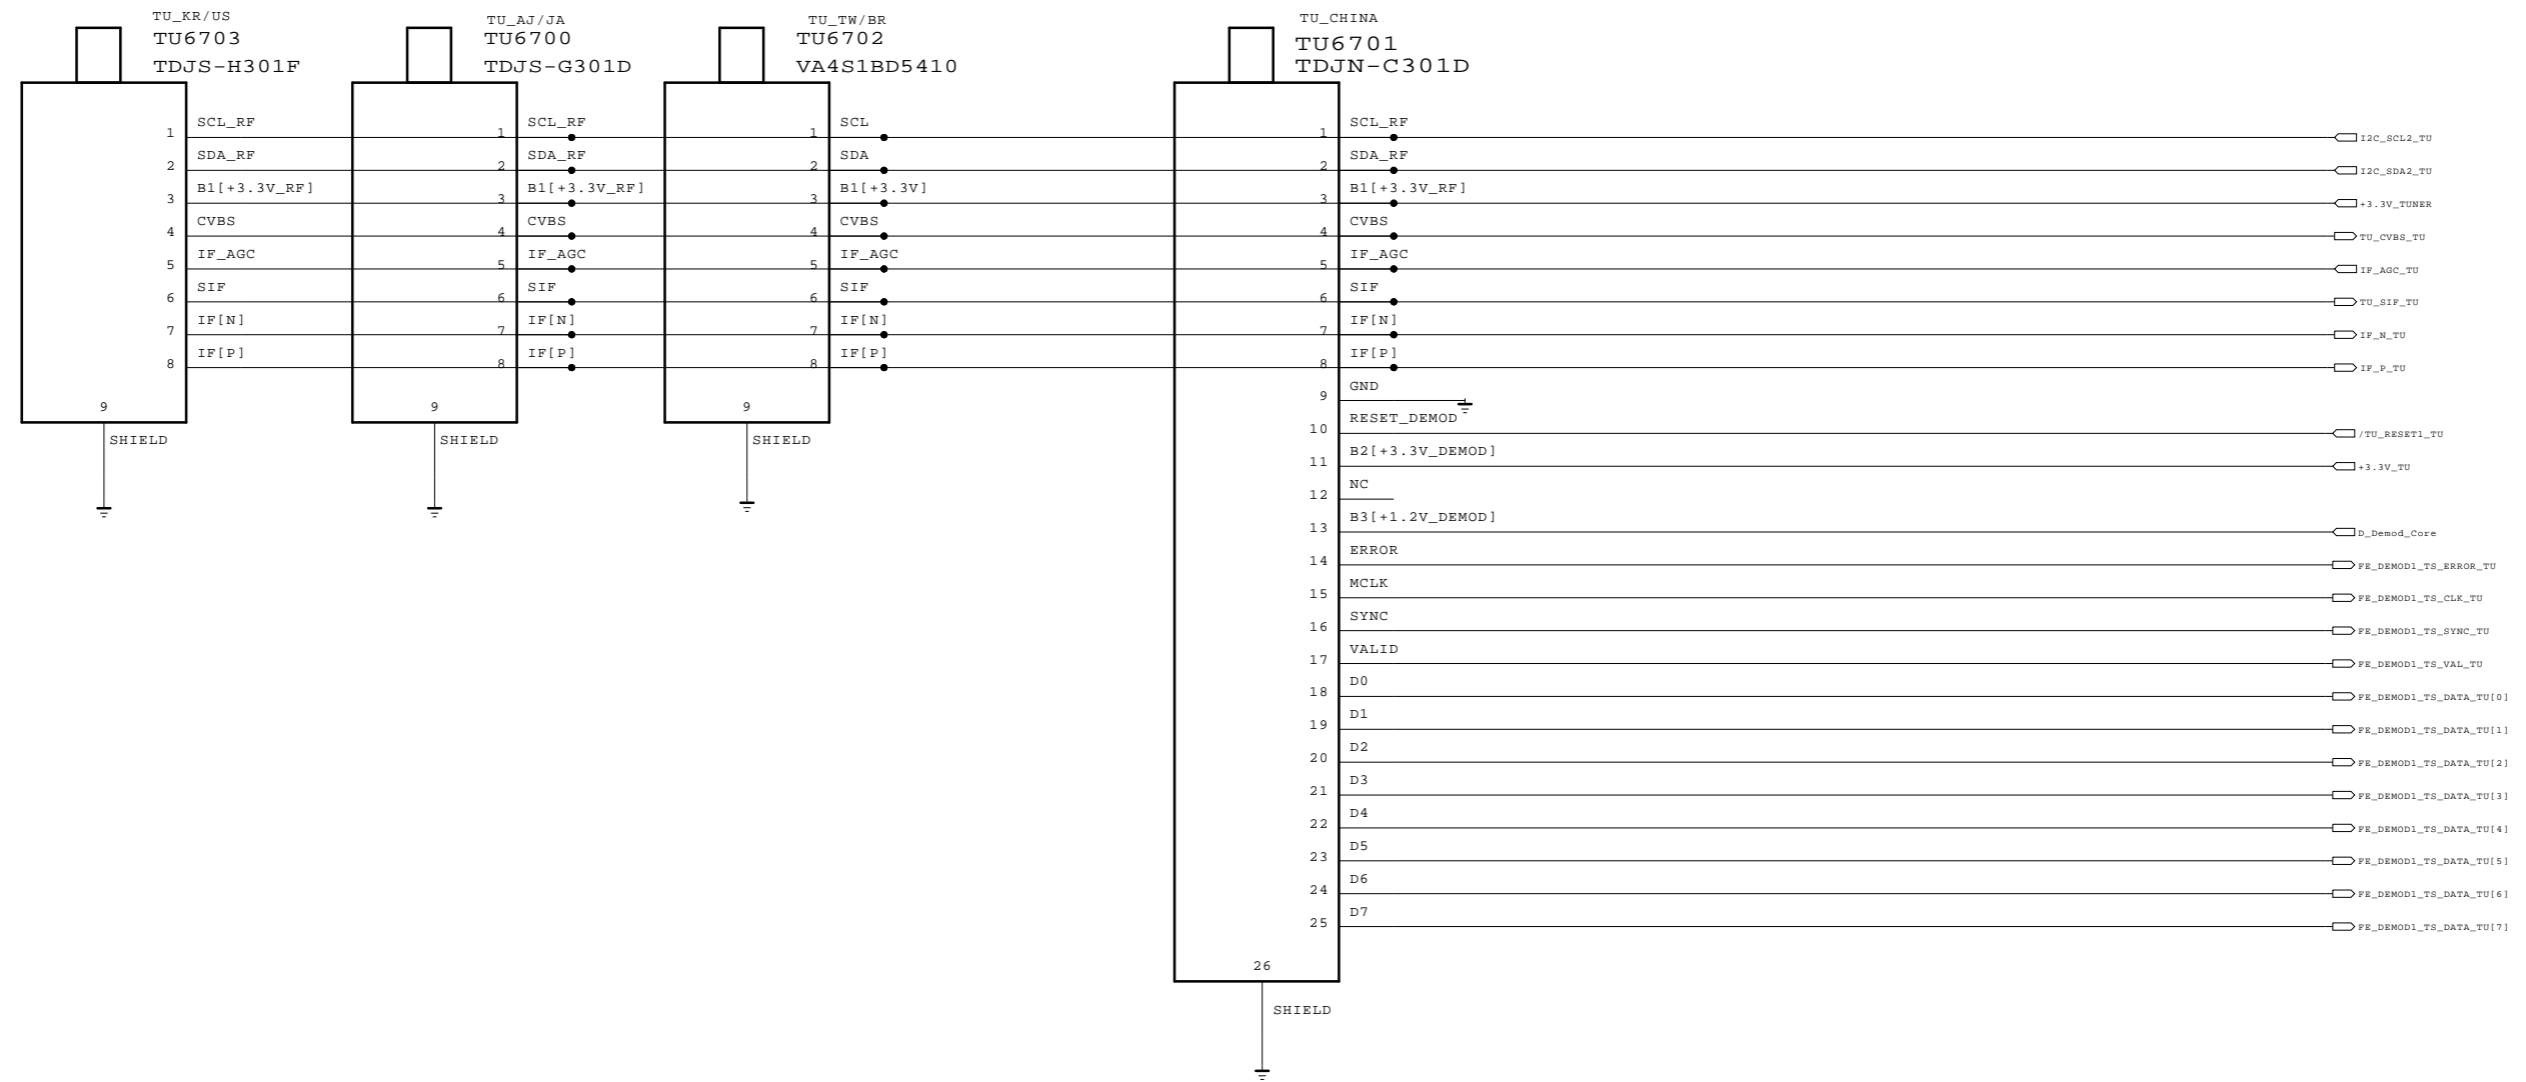 TU_KR/US
TU6703
TDJS-H301F
1 SCL_RF
2 SDA_RF
3 B1[+3.3V_RF]
4 CVBS
5 IF_AGC
6 SIF
7 IF[N]
8 IF[P]
9
SHIELD
TU_AJ/JA
TU6700
TDJS-G301D
1 SCL_RF
2 SDA_RF
3 B1[+3.3V_RF]
4 CVBS
5 IF_AGC
6 SIF
7 IF[N]
8 IF[P]
9
SHIELD
TU_TW/BR
TU6702
VA4S1BD5410
1 SCL
2 SDA
3 B1[+3.3V]
4 CVBS
5 IF_AGC
6 SIF
7 IF[N]
8 IF[P]
9
SHIELD
TU_CHINA
TU6701
TDJN-C301D
1 SCL_RF I2C_SCL2_TU
2 SDA_RF I2C_SDA2_TU
3 B1[+3.3V_RF] +3.3V_TUNER
4 CVBS TU_CVBS_TU
5 IF_AGC IF_AGC_TU
6 SIF TU_SIF_TU
7 IF[N] IF_N_TU
8 IF[P] IF_P_TU
9 GND
10 RESET_DEMOD /TU_RESET1_TU
11 B2[+3.3V_DEMOD] +3.3V_TU
12 NC
13 B3[+1.2V_DEMOD] D_Demod_Core
14 ERROR FE_DEMOD1_TS_ERROR_TU
15 MCLK FE_DEMOD1_TS_CLK_TU
16 SYNC FE_DEMOD1_TS_SYNC_TU
17 VALID FE_DEMOD1_TS_VAL_TU
18 D0 FE_DEMOD1_TS_DATA_TU[0]
19 D1 FE_DEMOD1_TS_DATA_TU[1]
20 D2 FE_DEMOD1_TS_DATA_TU[2]
21 D3 FE_DEMOD1_TS_DATA_TU[3]
22 D4 FE_DEMOD1_TS_DATA_TU[4]
23 D5 FE_DEMOD1_TS_DATA_TU[5]
24 D6 FE_DEMOD1_TS_DATA_TU[6]
25 D7 FE_DEMOD1_TS_DATA_TU[7]
26
SHIELD